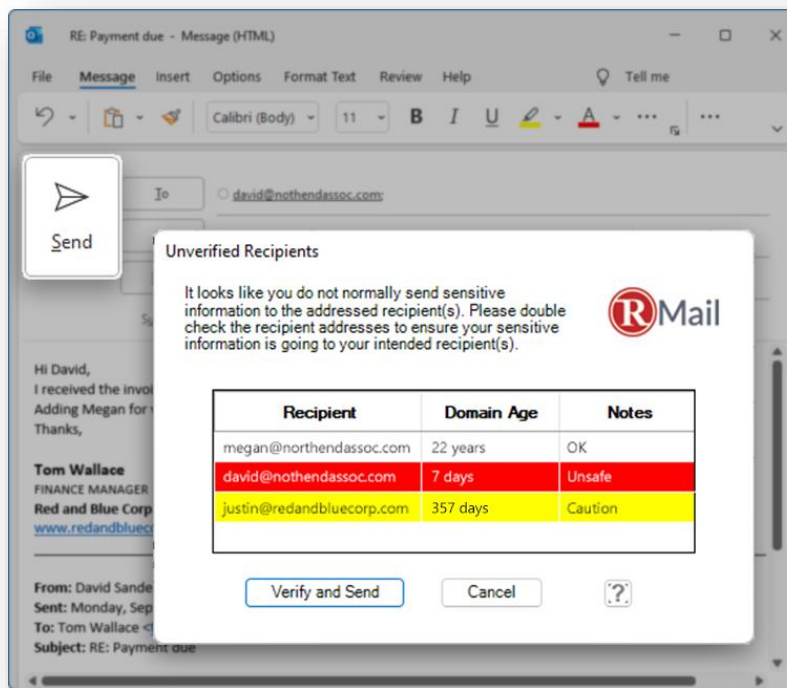 RE: Payment due - Message (HTML)
File Message Insert Options Format Text Review Help Tell me
Calibri (Body) 11 B I U A
Send
To
david@nothendassoc.com;
Unverified Recipients
It looks like you do not normally send sensitive
information to the addressed recipient(s). Please double
check the recipient addresses to ensure your sensitive
information is going to your intended recipient(s).
RMail
Recipient Domain Age Notes
megan@northendassoc.com 22 years OK
david@nothendassoc.com 7 days Unsafe
justin@redandbluecorp.com 357 days Caution
Verify and Send Cancel ?
Hi David,
I received the
Adding Megan for
Thanks,
Tom Wallace
FINANCE MANAGER
Red and Blue Corp
From: David
Sent: Monday,
To: Tom Wallace
Subject: RE: Payment due